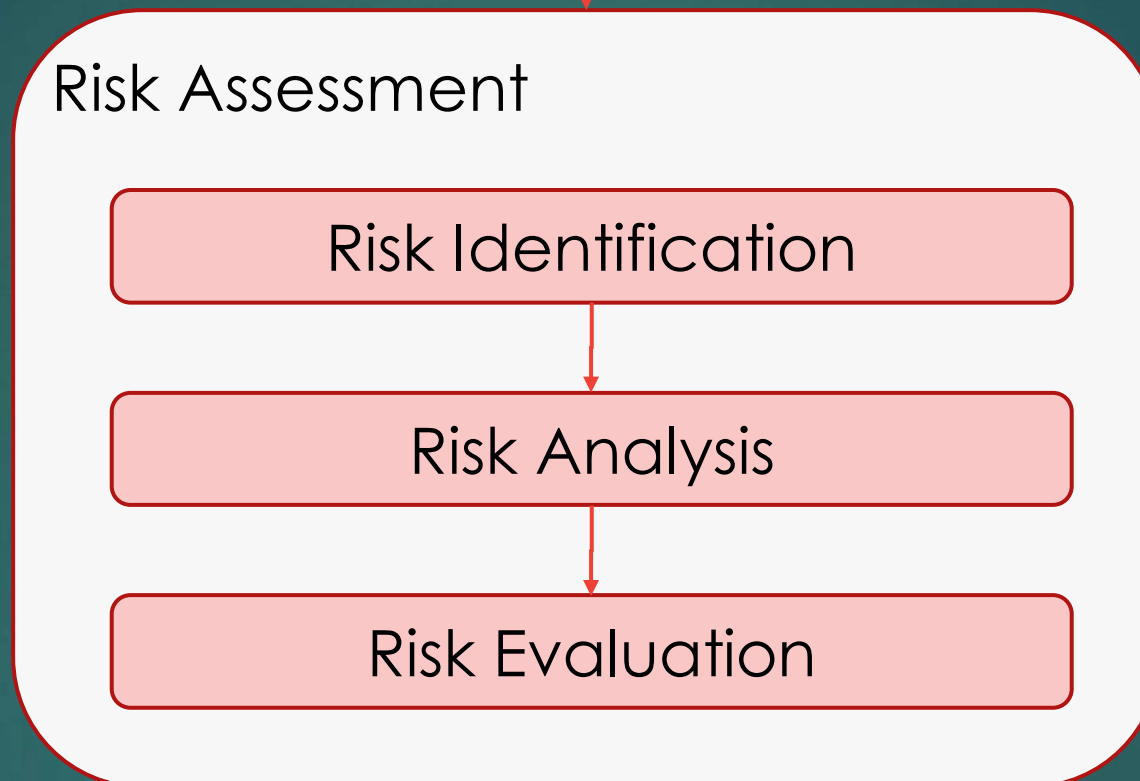 Risk Assessment
Risk Identification
Risk Analysis
Risk Evaluation